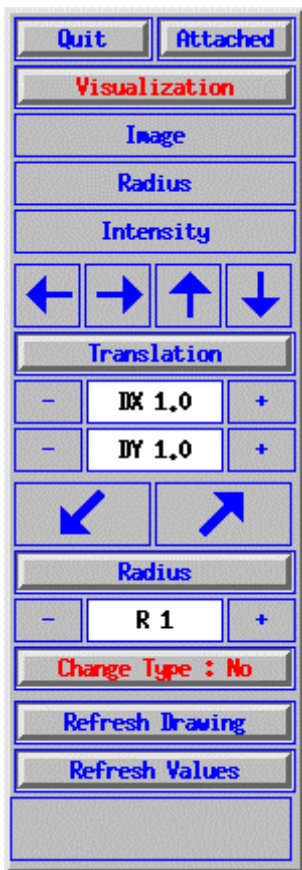 Quit Attached
Visualization
Image
Radius
Intensity
Translation
- DX 1.0 +
- DY 1.0 +
Radius
- R 1 +
Change Type : No
Refresh Drawing
Refresh Values